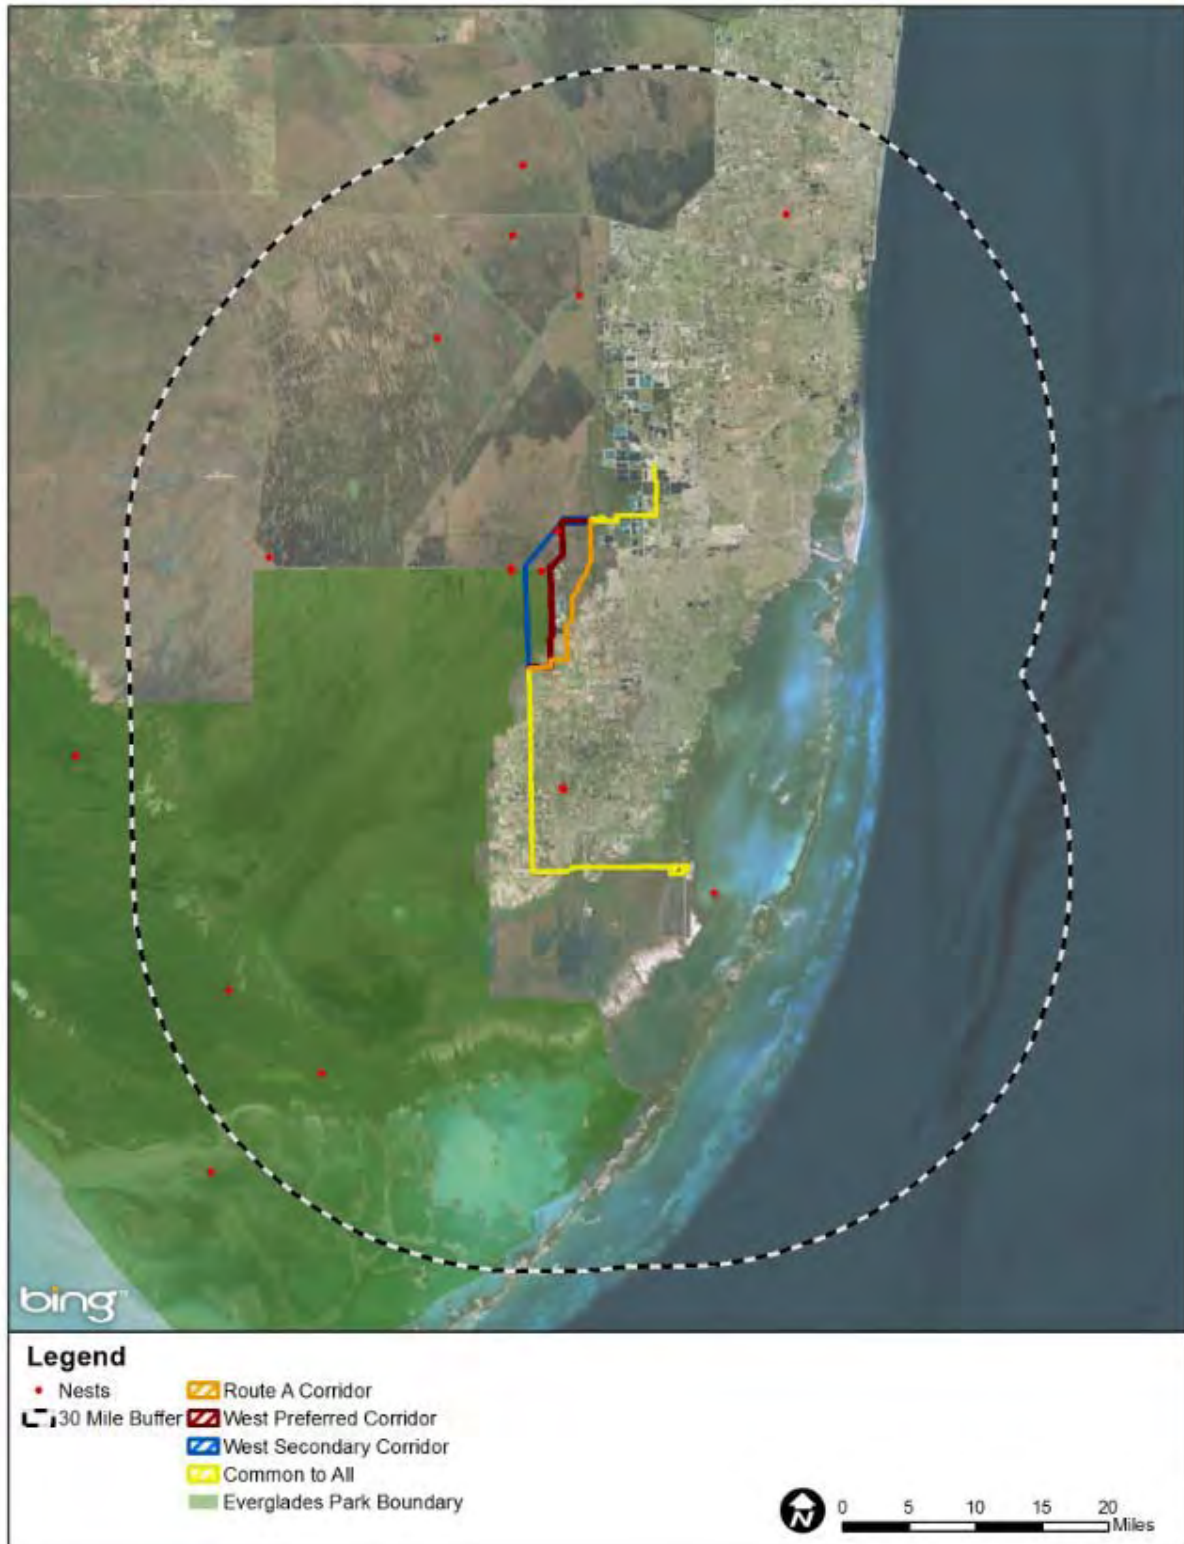 bing™
Legend
Nests
30 Mile Buffer
Route A Corridor
West Preferred Corridor
West Secondary Corridor
Common to All
Everglades Park Boundary
N
0 5 10 15 20
Miles